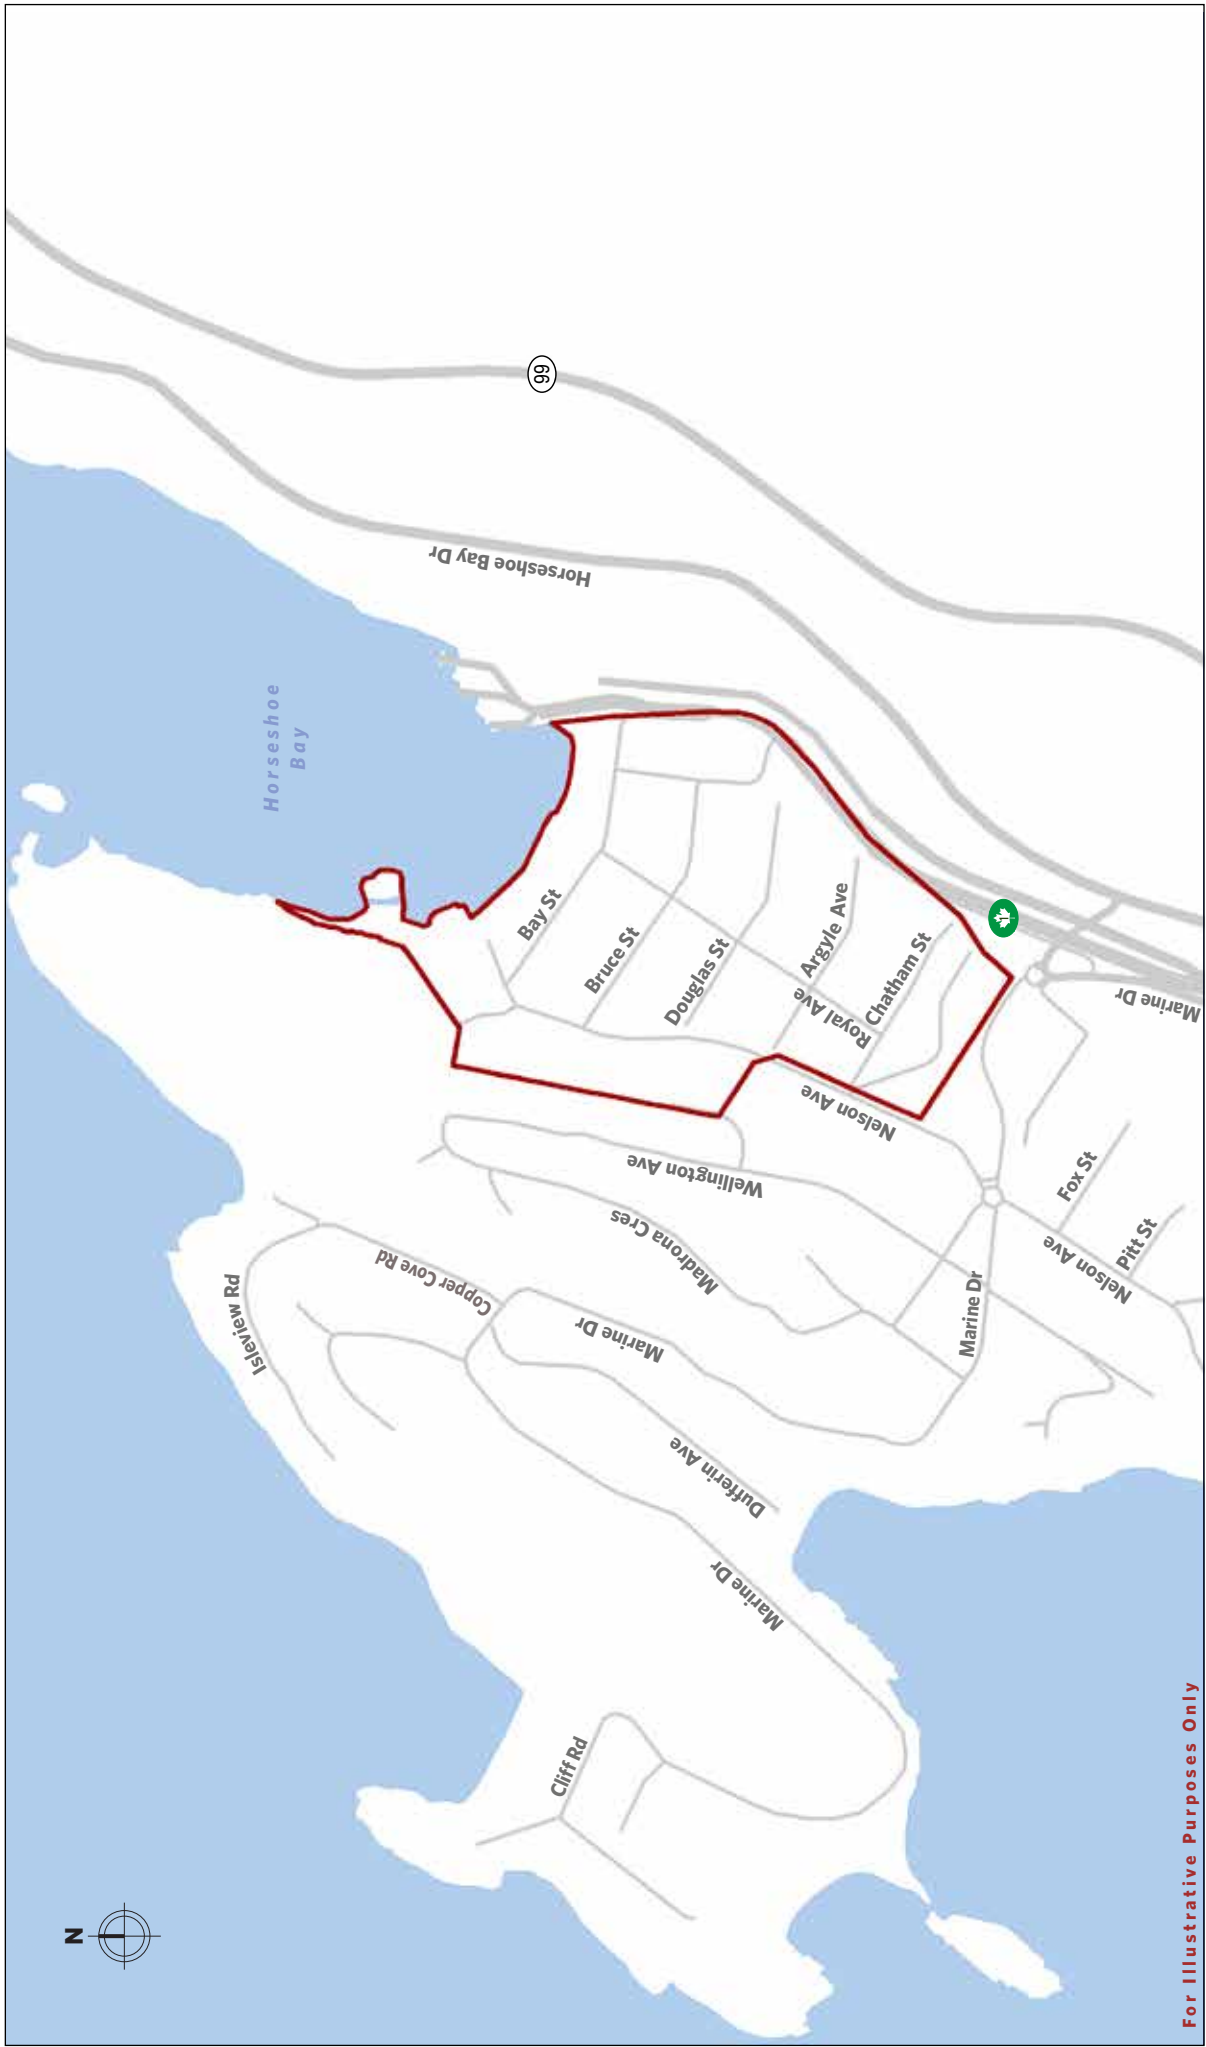 N
Horseshoe
Bay
Isleview Rd
Copper Cove Rd
Horseshoe Bay Dr
99
Bay St
Cliff Rd
Marine Dr
Bruce St
Madrona Cres
Wellington Ave
Douglas St
Dufferin Ave
Marine Dr
Argyle Ave
Royal Ave
Nelson Ave
Chatham St
Marine Dr
1
Fox St
Nelson Ave
Pitt St
Marine Dr
For Illustrative Purposes Only